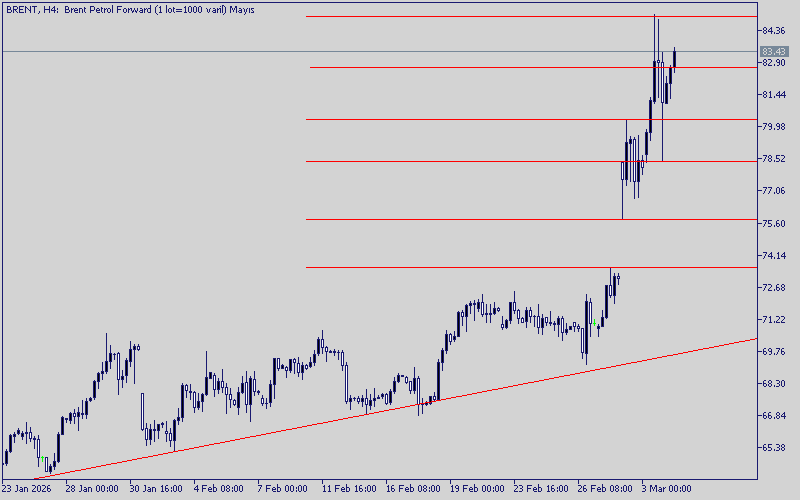 BRENT, H4:  Brent Petrol Forward (1 lot=1000 varil) Mayıs
84.36
83.43
82.90
81.44
79.98
78.52
77.06
75.60
74.14
72.68
71.22
69.76
68.30
66.84
65.38
23 Jan 2026
28 Jan 00:00
30 Jan 16:00
4 Feb 08:00
7 Feb 00:00
11 Feb 16:00
16 Feb 08:00
19 Feb 00:00
23 Feb 16:00
26 Feb 08:00
3 Mar 00:00